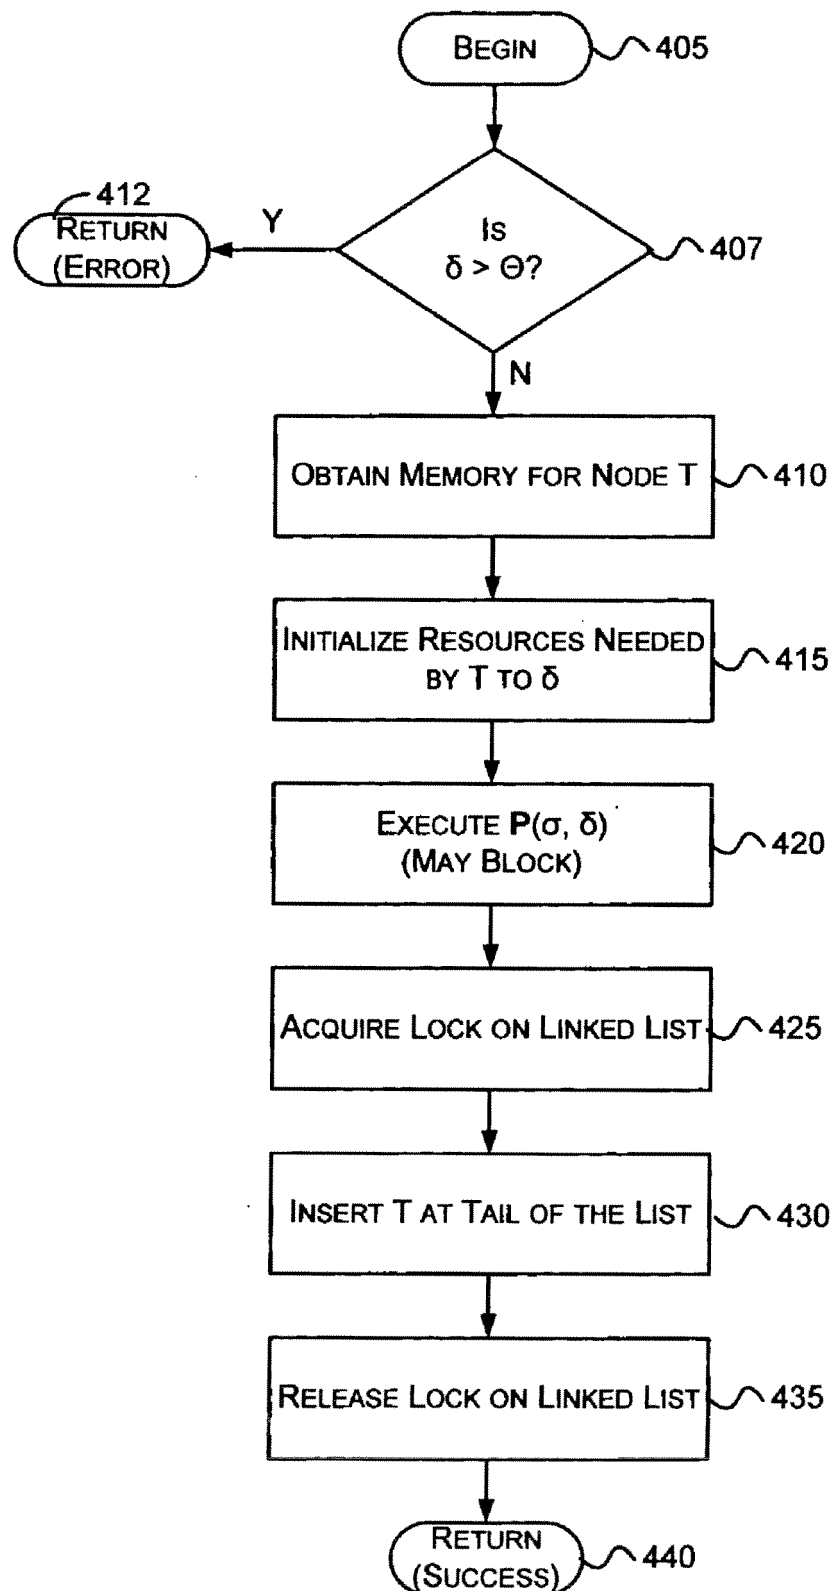 BEGIN
405
412
Y
RETURN
(ERROR)
IS
δ > Θ?
407
N
OBTAIN MEMORY FOR NODE T
410
INITIALIZE RESOURCES NEEDED
BY T TO δ
415
EXECUTE P(σ, δ)
(MAY BLOCK)
420
ACQUIRE LOCK ON LINKED LIST
425
INSERT T AT TAIL OF THE LIST
430
RELEASE LOCK ON LINKED LIST
435
RETURN
(SUCCESS)
440